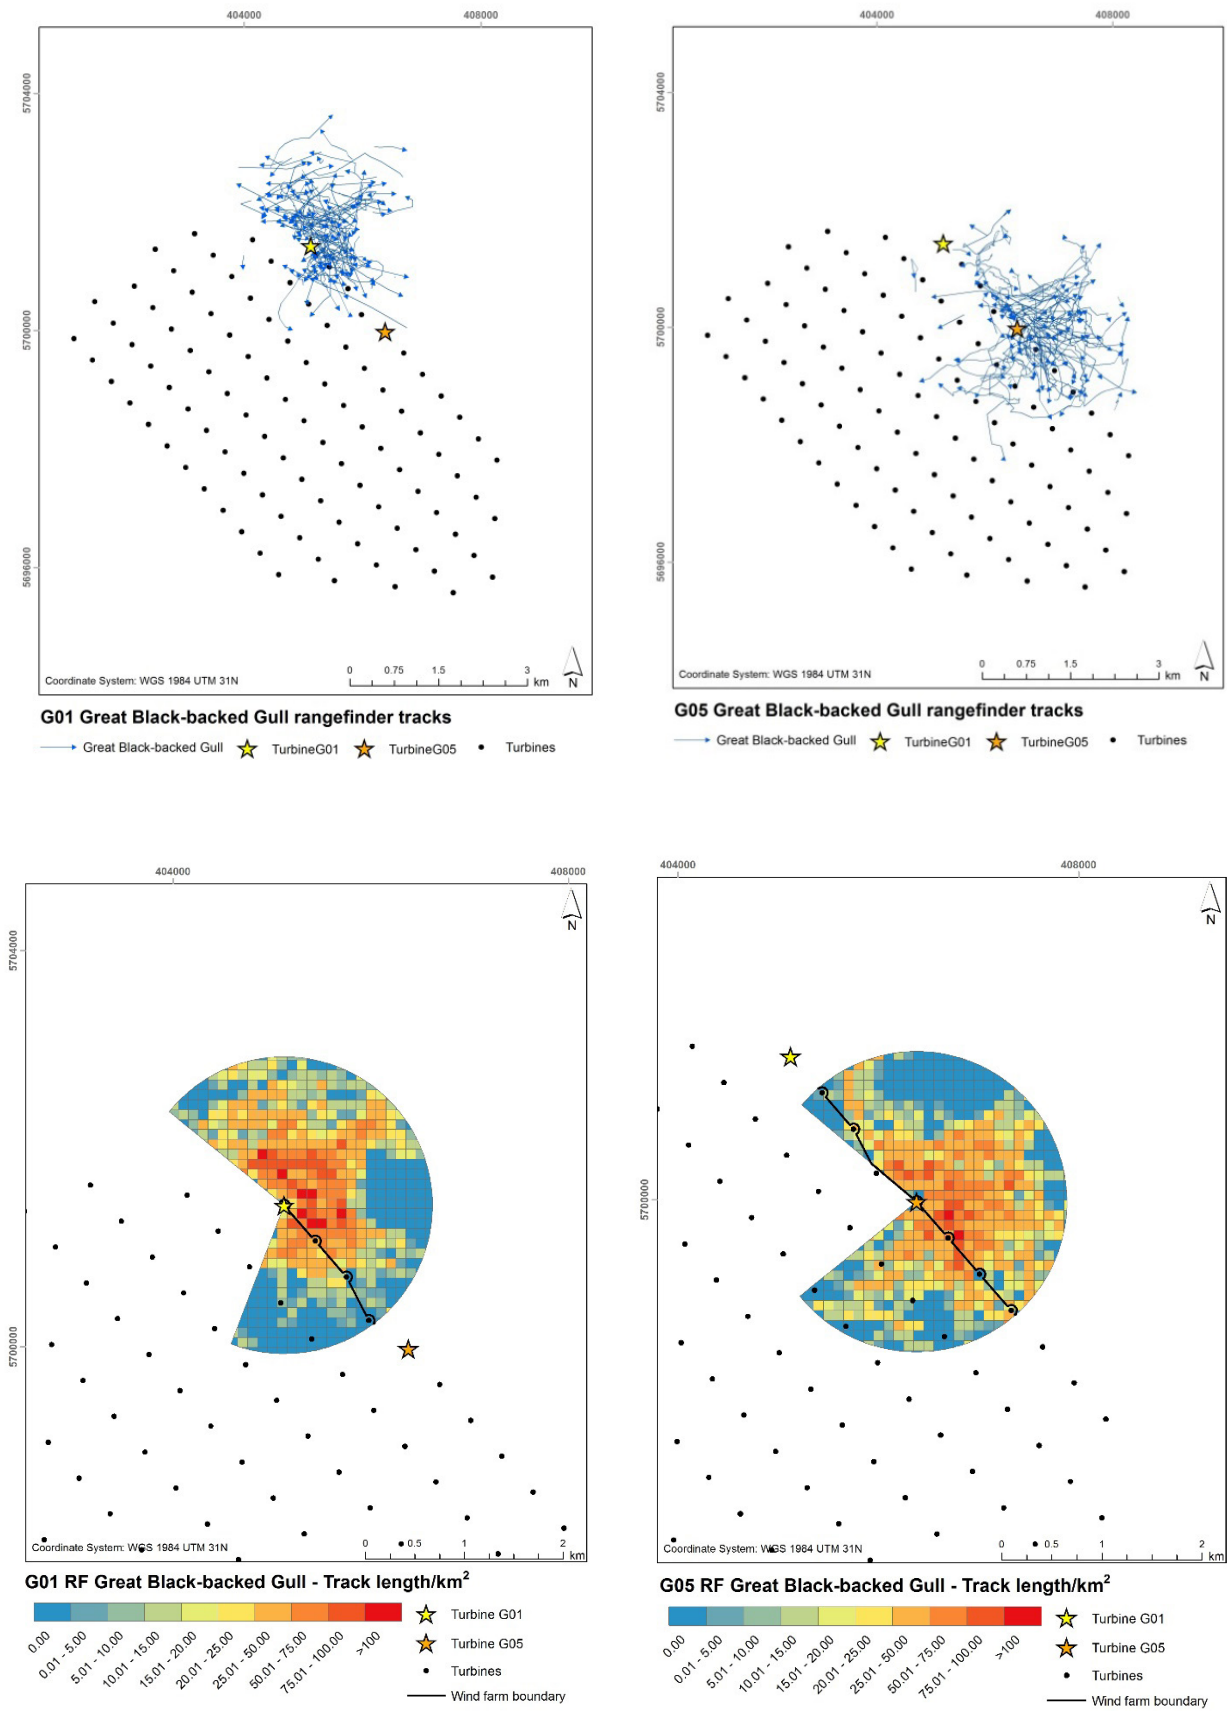 404000 408000
5704000
5700000
5696000
0 0.75 1.5 3
km
N
Coordinate System: WGS 1984 UTM 31N
G01 Great Black-backed Gull rangefinder tracks
Great Black-backed Gull TurbineG01 TurbineG05 Turbines
404000 408000
5704000
5700000
5696000
0 0.75 1.5 3
km
N
Coordinate System: WGS 1984 UTM 31N
G05 Great Black-backed Gull rangefinder tracks
Great Black-backed Gull TurbineG01 TurbineG05 Turbines
404000 408000
N
5704000
5700000
Coordinate System: WGS 1984 UTM 31N
0 0.5 1 2
km
G01 RF Great Black-backed Gull - Track length/km²
0.00
0.01 - 5.00
5.01 - 10.00
10.01 - 15.00
15.01 - 20.00
20.01 - 25.00
25.01 - 50.00
50.01 - 75.00
75.01 - 100.00
>100
Turbine G01
Turbine G05
Turbines
Wind farm boundary
404000 408000
N
5700000
Coordinate System: WGS 1984 UTM 31N
0 0.5 1 2
km
G05 RF Great Black-backed Gull - Track length/km²
0.00
0.01 - 5.00
5.01 - 10.00
10.01 - 15.00
15.01 - 20.00
20.01 - 25.00
25.01 - 50.00
50.01 - 75.00
75.01 - 100.00
>100
Turbine G01
Turbine G05
Turbines
Wind farm boundary